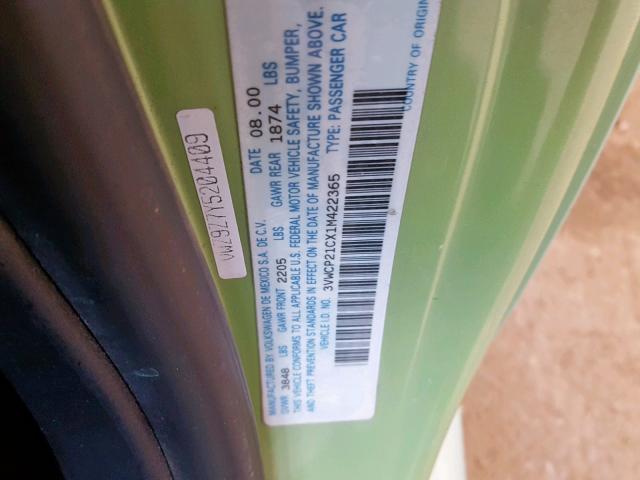 MANUFACTURED BY VOLKSWAGEN DE MEXICO S.A. DE C.V. DATE 08.00
GVWR 3848 LBS GAWR FRONT 2205 LBS GAWR REAR 1874 LBS
THIS VEHICLE CONFORMS TO ALL APPLICABLE U.S. FEDERAL MOTOR VEHICLE SAFETY, BUMPER,
AND THEFT PREVENTION STANDARDS IN EFFECT ON THE DATE OF MANUFACTURE SHOWN ABOVE.
VEHICLE I.D. NO. 3VWCP21CX1M422365 TYPE: PASSENGER CAR
COUNTRY OF ORIGIN